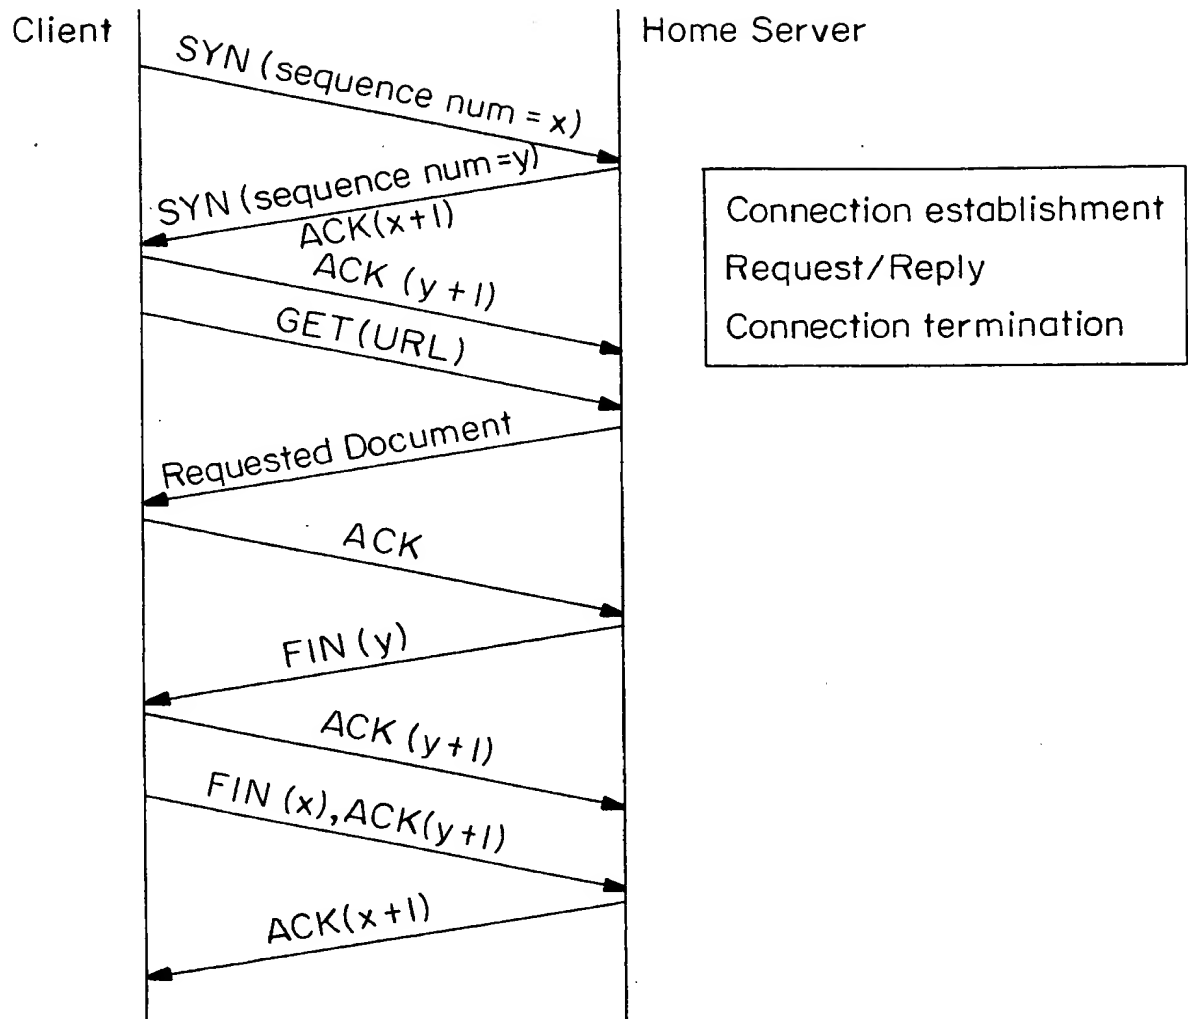 Client
Home Server
SYN (sequence num = x)
SYN (sequence num=y)
ACK(x+1)
ACK (y+1)
GET(URL)
Requested Document
ACK
FIN (y)
ACK (y+1)
FIN (x), ACK(y+1)
ACK(x+1)
Connection establishment
Request/Reply
Connection termination